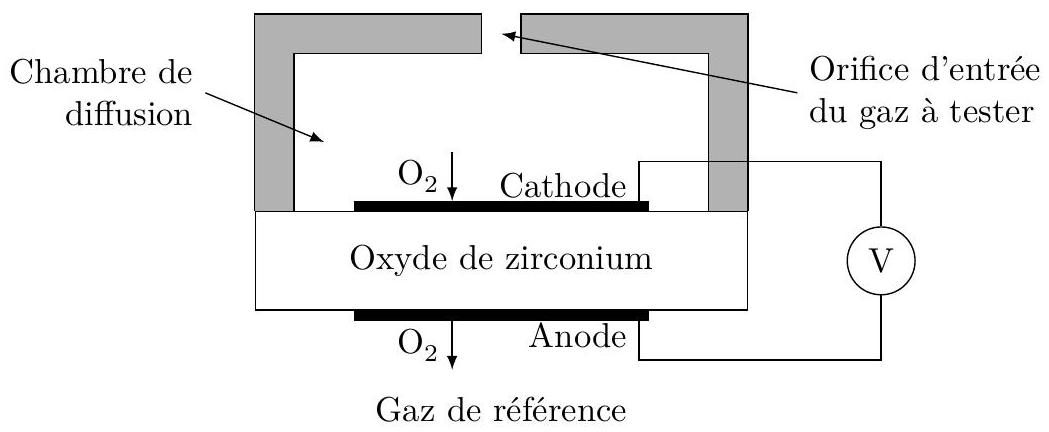 Chambre de
diffusion
Orifice d'entrée
du gaz à tester
O2
Cathode
Oxyde de zirconium
V
O2
Anode
Gaz de référence